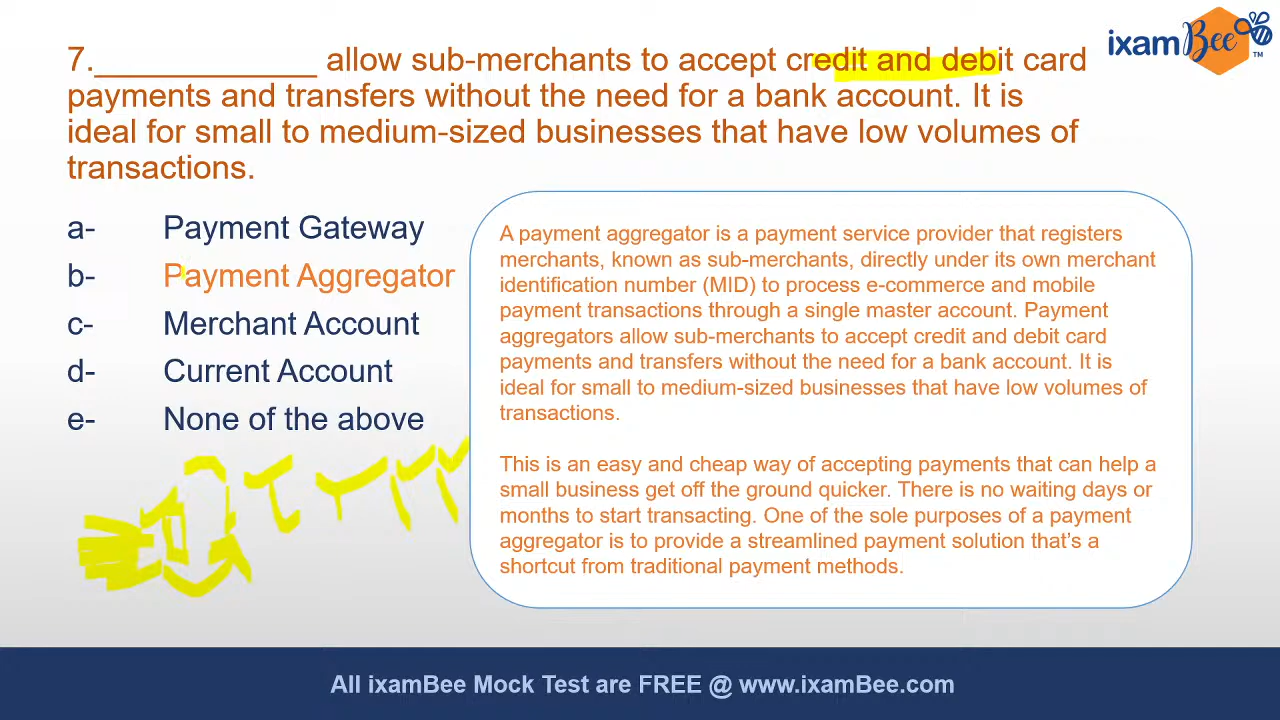 ixamBee™
7._____________ allow sub-merchants to accept credit and debit card
payments and transfers without the need for a bank account. It is
ideal for small to medium-sized businesses that have low volumes of
transactions.
a- Payment Gateway
b- Payment Aggregator
c- Merchant Account
d- Current Account
e- None of the above
A payment aggregator is a payment service provider that registers
merchants, known as sub-merchants, directly under its own merchant
identification number (MID) to process e-commerce and mobile
payment transactions through a single master account. Payment
aggregators allow sub-merchants to accept credit and debit card
payments and transfers without the need for a bank account. It is
ideal for small to medium-sized businesses that have low volumes of
transactions.
This is an easy and cheap way of accepting payments that can help a
small business get off the ground quicker. There is no waiting days or
months to start transacting. One of the sole purposes of a payment
aggregator is to provide a streamlined payment solution that's a
shortcut from traditional payment methods.
All ixamBee Mock Test are FREE @ www.ixamBee.com